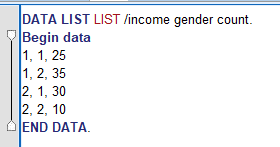 DATA LIST LIST /income gender count.
Begin data
1, 1, 25
1, 2, 35
2, 1, 30
2, 2, 10
END DATA.